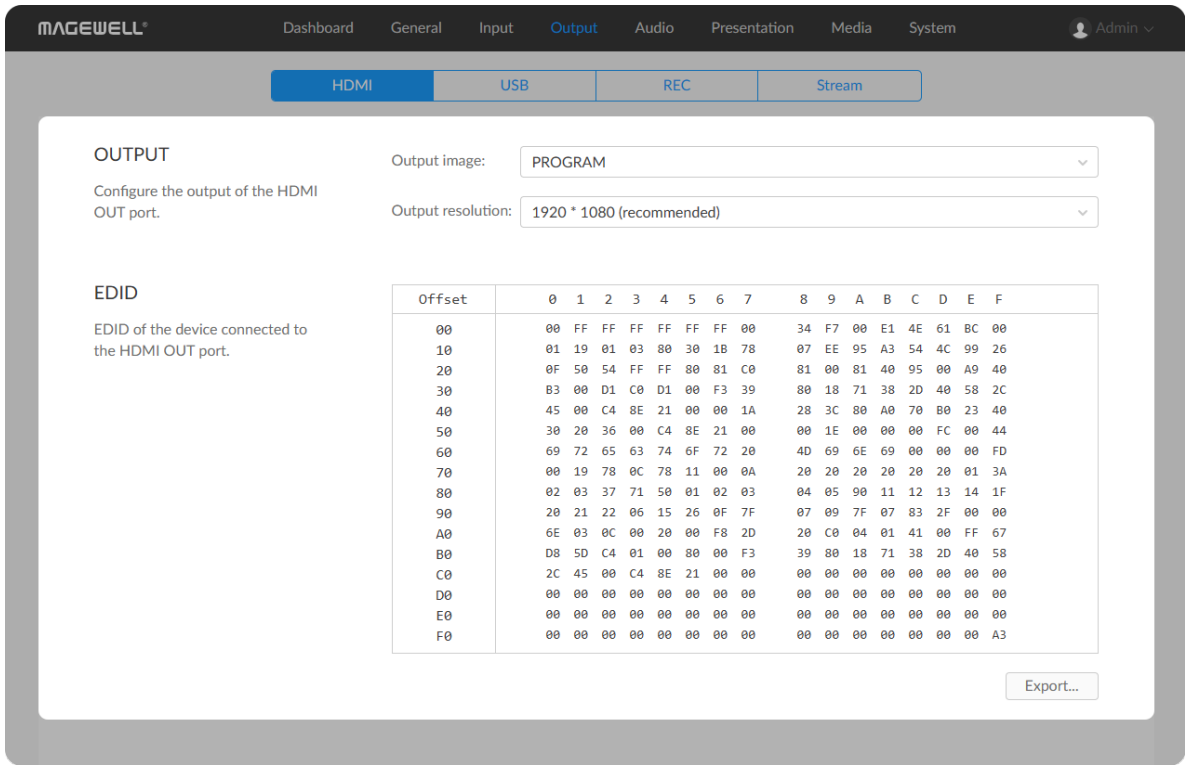 MAGEWELL® Dashboard General Input Output Audio Presentation Media System Admin
HDMI USB REC Stream
OUTPUT
Configure the output of the HDMI
OUT port.
Output image: PROGRAM
Output resolution: 1920 * 1080 (recommended)
EDID
EDID of the device connected to
the HDMI OUT port.
Offset 0 1 2 3 4 5 6 7 8 9 A B C D E F
00 00 FF FF FF FF FF FF 00 34 F7 00 E1 4E 61 BC 00
10 01 19 01 03 80 30 1B 78 07 EE 95 A3 54 4C 99 26
20 0F 50 54 FF FF 80 81 C0 81 00 81 40 95 00 A9 40
30 B3 00 D1 C0 D1 00 F3 39 80 18 71 38 2D 40 58 2C
40 45 00 C4 8E 21 00 00 1A 28 3C 80 A0 70 B0 23 40
50 30 20 36 00 C4 8E 21 00 00 1E 00 00 00 FC 00 44
60 69 72 65 63 74 6F 72 20 4D 69 6E 69 00 00 00 FD
70 00 19 78 0C 78 11 00 0A 20 20 20 20 20 20 01 3A
80 02 03 37 71 50 01 02 03 04 05 90 11 12 13 14 1F
90 20 21 22 06 15 26 0F 7F 07 09 7F 07 83 2F 00 00
A0 6E 03 0C 00 20 00 F8 2D 20 C0 04 01 41 00 FF 67
B0 D8 5D C4 01 00 80 00 F3 39 80 18 71 38 2D 40 58
C0 2C 45 00 C4 8E 21 00 00 00 00 00 00 00 00 00 00
D0 00 00 00 00 00 00 00 00 00 00 00 00 00 00 00 00
E0 00 00 00 00 00 00 00 00 00 00 00 00 00 00 00 00
F0 00 00 00 00 00 00 00 00 00 00 00 00 00 00 00 A3
Export...